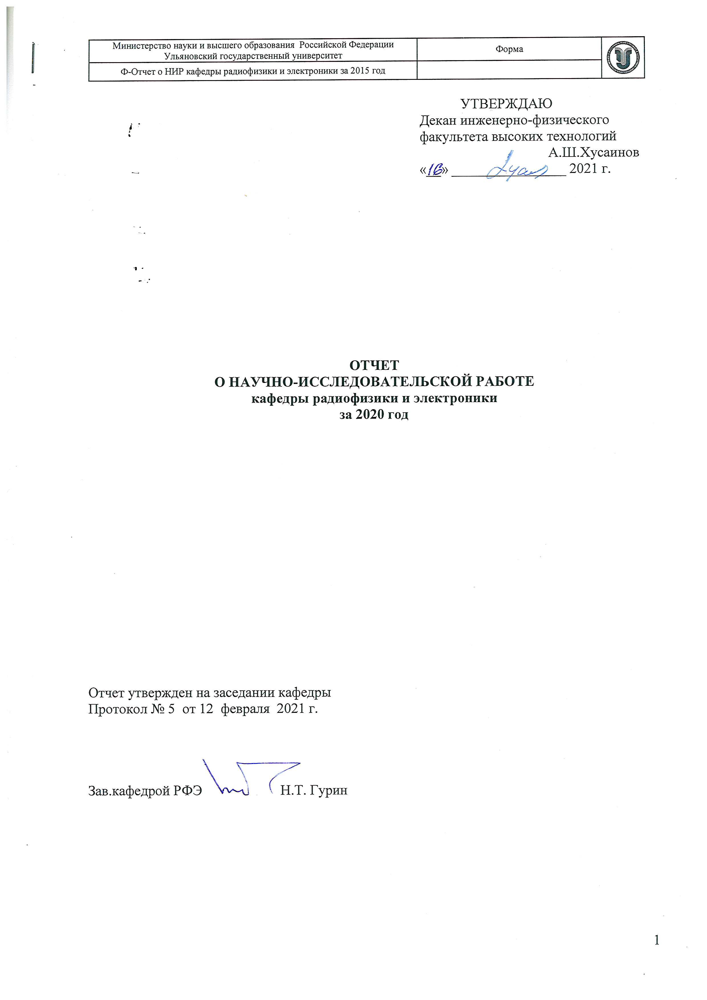 Министерство науки и высшего образования Российской Федерации
Ульяновский государственный университет
Форма
Ф-Отчет о НИР кафедры радиофизики и электроники за 2015 год
УТВЕРЖДАЮ
Декан инженерно-физического
факультета высоких технологий
А.Ш.Хусаинов
«16» ________________ 2021 г.
ОТЧЕТ
О НАУЧНО-ИССЛЕДОВАТЕЛЬСКОЙ РАБОТЕ
кафедры радиофизики и электроники
за 2020 год
Отчет утвержден на заседании кафедры
Протокол № 5 от 12 февраля 2021 г.
Зав.кафедрой РФЭ Н.Т. Гурин
1